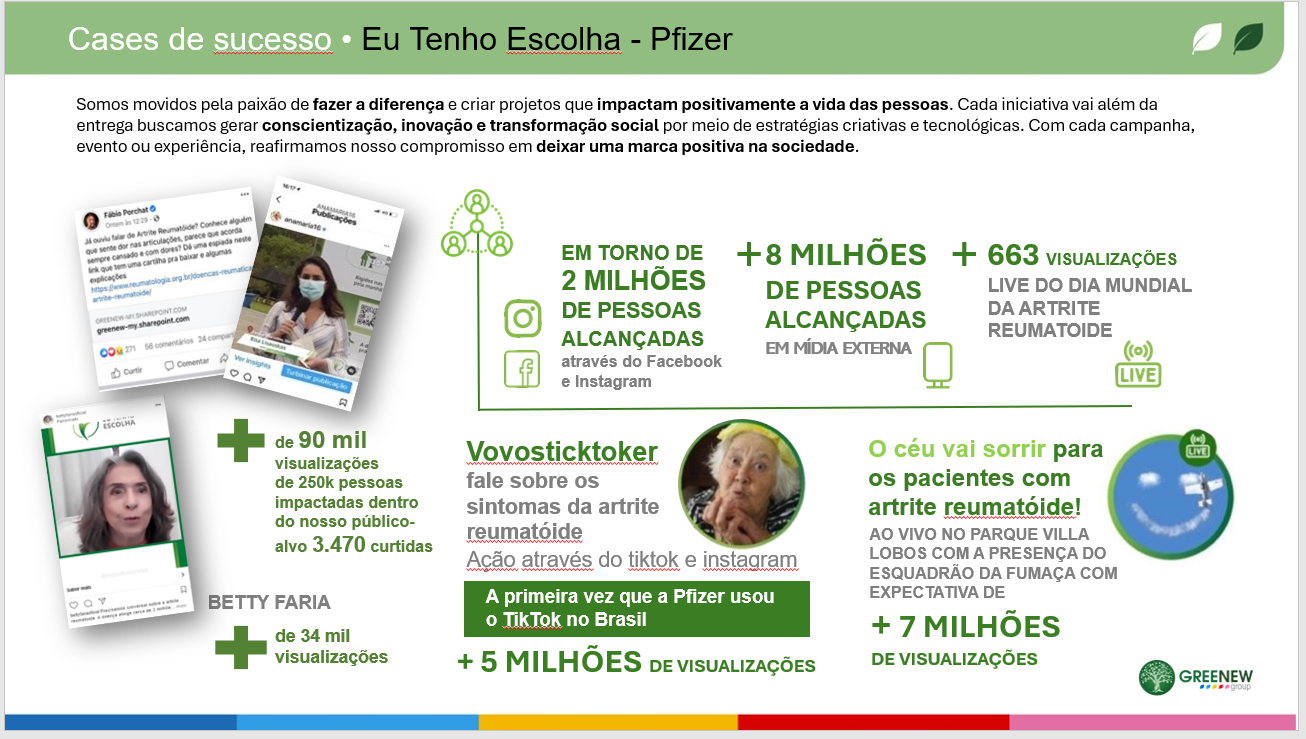 Cases de sucesso • Eu Tenho Escolha - Pfizer
Somos movidos pela paixão de fazer a diferença e criar projetos que impactam positivamente a vida das pessoas. Cada iniciativa vai além da
entrega buscamos gerar conscientização, inovação e transformação social por meio de estratégias criativas e tecnológicas. Com cada campanha,
evento ou experiência, reafirmamos nosso compromisso em deixar uma marca positiva na sociedade.
Fábio Porchat
Ontem às 12:29
Já ouviu falar de Artrite Reumatóide? Conhece alguém
que sente dor nas articulações, parece que acorda
sempre cansado e com dores? Dá uma espiada neste
link que tem uma cartilha pra baixar e algumas
explicações
https://www.reumatologia.org.br/doencas-reumatica
artrite-reumatoide/
GREENEW-MY.SHAREPOINT.COM
greenew-my.sharepoint.com
271
56 comentários 24 compa
Curtir
Comentar
16:17
ANAMARIA16
Publicações
anamaria16
Ver insights
Turbinar publicação
EM TORNO DE
2 MILHÕES
DE PESSOAS
ALCANÇADAS
através do Facebook
e Instagram
+8 MILHÕES
DE PESSOAS
ALCANÇADAS
EM MÍDIA EXTERNA
+ 663 VISUALIZAÇÕES
LIVE DO DIA MUNDIAL
DA ARTRITE
REUMATOIDE
LIVE
bettyfariaoficial
ESCOLHA
Saber mais
de 90 mil
visualizações
de 250k pessoas
impactadas dentro
do nosso público-
alvo 3.470 curtidas
BETTY FARIA
de 34 mil
visualizações
Vovosticktoker
fale sobre os
sintomas da artrite
reumatóide
Ação através do tiktok e instagram
A primeira vez que a Pfizer usou
o TikTok no Brasil
+ 5 MILHÕES DE VISUALIZAÇÕES
O céu vai sorrir para
os pacientes com
artrite reumatóide!
LIVE
AO VIVO NO PARQUE VILLA
LOBOS COM A PRESENÇA DO
ESQUADRÃO DA FUMAÇA COM
EXPECTATIVA DE
+ 7 MILHÕES
DE VISUALIZAÇÕES
GREENEW
group